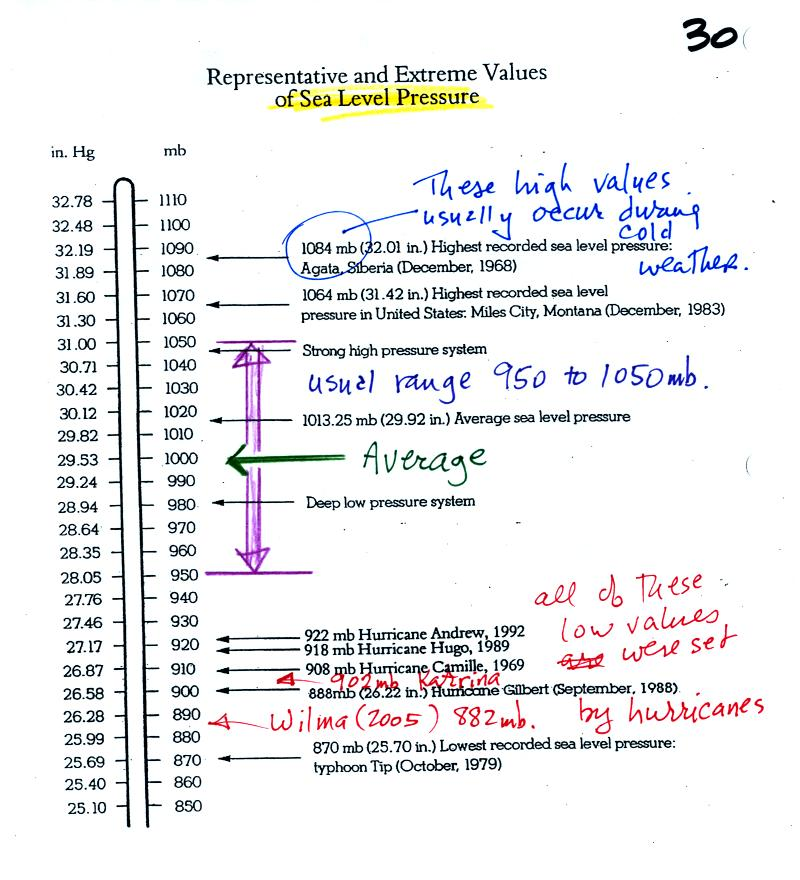 30
Representative and Extreme Values
of Sea Level Pressure
in. Hg mb
32.78 1110
32.48 1100
32.19 1090
31.89 1080
31.60 1070
31.30 1060
31.00 1050
30.71 1040
30.42 1030
30.12 1020
29.82 1010
29.53 1000
29.24 990
28.94 980
28.64 970
28.35 960
28.05 950
27.76 940
27.46 930
27.17 920
26.87 910
26.58 900
26.28 890
25.99 880
25.69 870
25.40 860
25.10 850
These high values
usually occur during
cold
weather.
1084 mb (32.01 in.) Highest recorded sea level pressure:
Agata, Siberia (December, 1968)
1064 mb (31.42 in.) Highest recorded sea level
pressure in United States: Miles City, Montana (December, 1983)
Strong high pressure system
usual range 950 to 1050 mb.
1013.25 mb (29.92 in.) Average sea level pressure
Average
Deep low pressure system
all of these
low values
are were set
by hurricanes
922 mb Hurricane Andrew, 1992
918 mb Hurricane Hugo, 1989
908 mb Hurricane Camille, 1969
902 mb Katrina
888mb (26.22 in.) Hurricane Gilbert (September, 1988)
Wilma (2005) 882 mb.
870 mb (25.70 in.) Lowest recorded sea level pressure:
typhoon Tip (October, 1979)